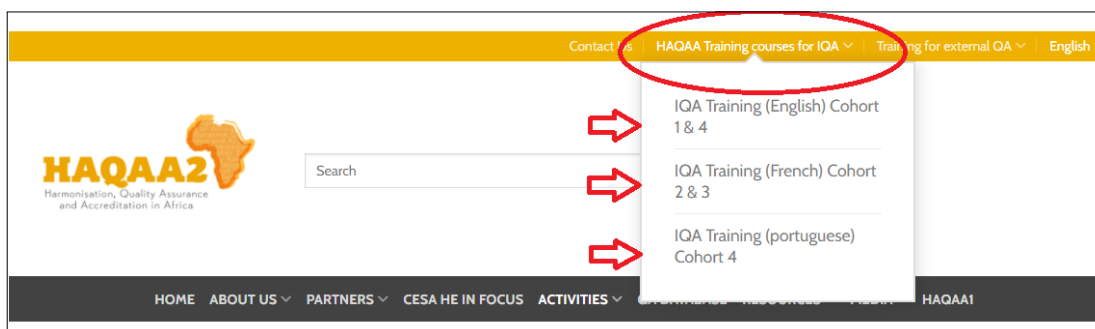 Contact Us HAQAA Training courses for IQA Training for external QA English
IQA Training (English) Cohort
1 & 4
HAQAA2
Harmonisation, Quality Assurance
and Accreditation in Africa
Search
IQA Training (French) Cohort
2 & 3
IQA Training (portuguese)
Cohort 4
HOME ABOUT US PARTNERS CESA HE IN FOCUS ACTIVITIES HAQAA1